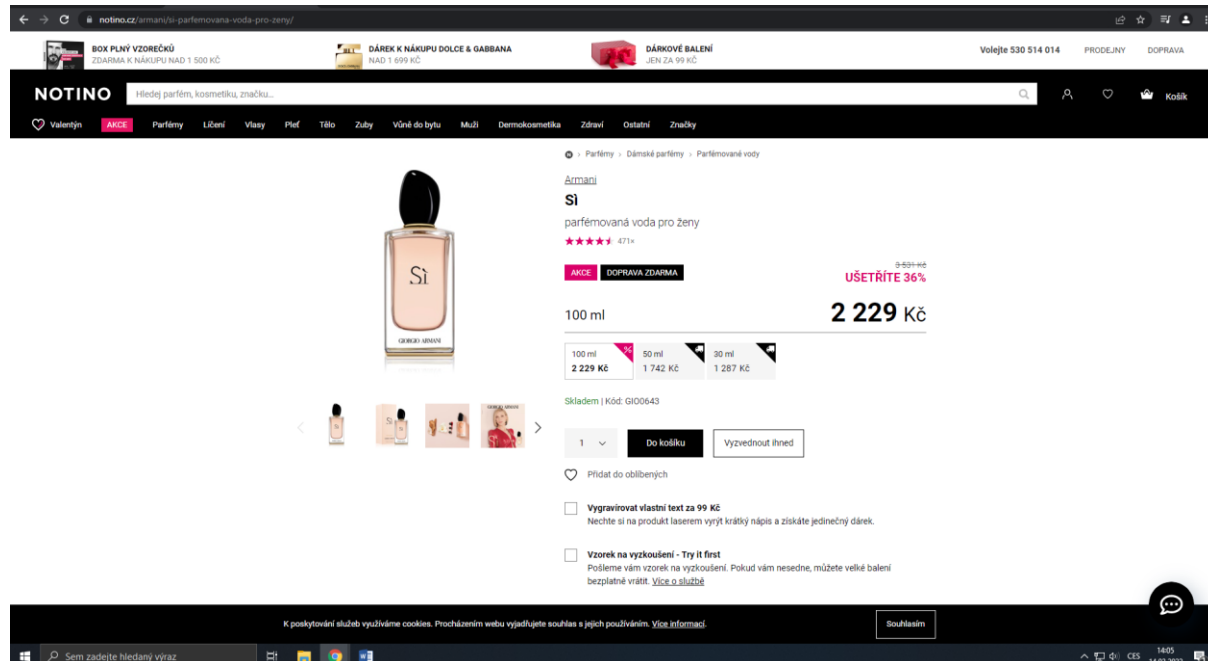 notino.cz/armani/si-parfemovana-voda-pro-zeny/
BOX PLNÝ VZOREČKŮ
ZDARMA K NÁKUPU NAD 1 500 KČ
DÁREK K NÁKUPU DOLCE & GABBANA
NAD 1 699 KČ
DÁRKOVÉ BALENÍ
JEN ZA 99 KČ
Volejte 530 514 014
PRODEJNY
DOPRAVA
NOTINO
Hledej parfém, kosmetiku, značku...
Košík
Valentýn AKCE Parfémy Líčení Vlasy Pleť Tělo Zuby Vůně do bytu Muži Dermokosmetika Zdraví Ostatní Značky
> Parfémy > Dámské parfémy > Parfémované vody
Armani
Sì
parfémovaná voda pro ženy
471×
AKCE DOPRAVA ZDARMA
3 531 Kč
UŠETŘÍTE 36%
100 ml
2 229 Kč
100 ml
2 229 Kč
50 ml
1 742 Kč
30 ml
1 287 Kč
Skladem | Kód: GIO0643
1 Do košíku Vyzvednout ihned
Přidat do oblíbených
Vygravírovat vlastní text za 99 Kč
Nechte si na produkt laserem vyrýt krátký nápis a získáte jedinečný dárek.
Vzorek na vyzkoušení - Try it first
Pošleme vám vzorek na vyzkoušení. Pokud vám nesedne, můžete velké balení
bezplatně vrátit. Více o službě
Sì
GIORGIO ARMANI
Sì
GIORGIO ARMANI
K poskytování služeb využíváme cookies. Procházením webu vyjadřujete souhlas s jejich používáním. Více informací.
Souhlasím
Sem zadejte hledaný výraz
CES
14:05